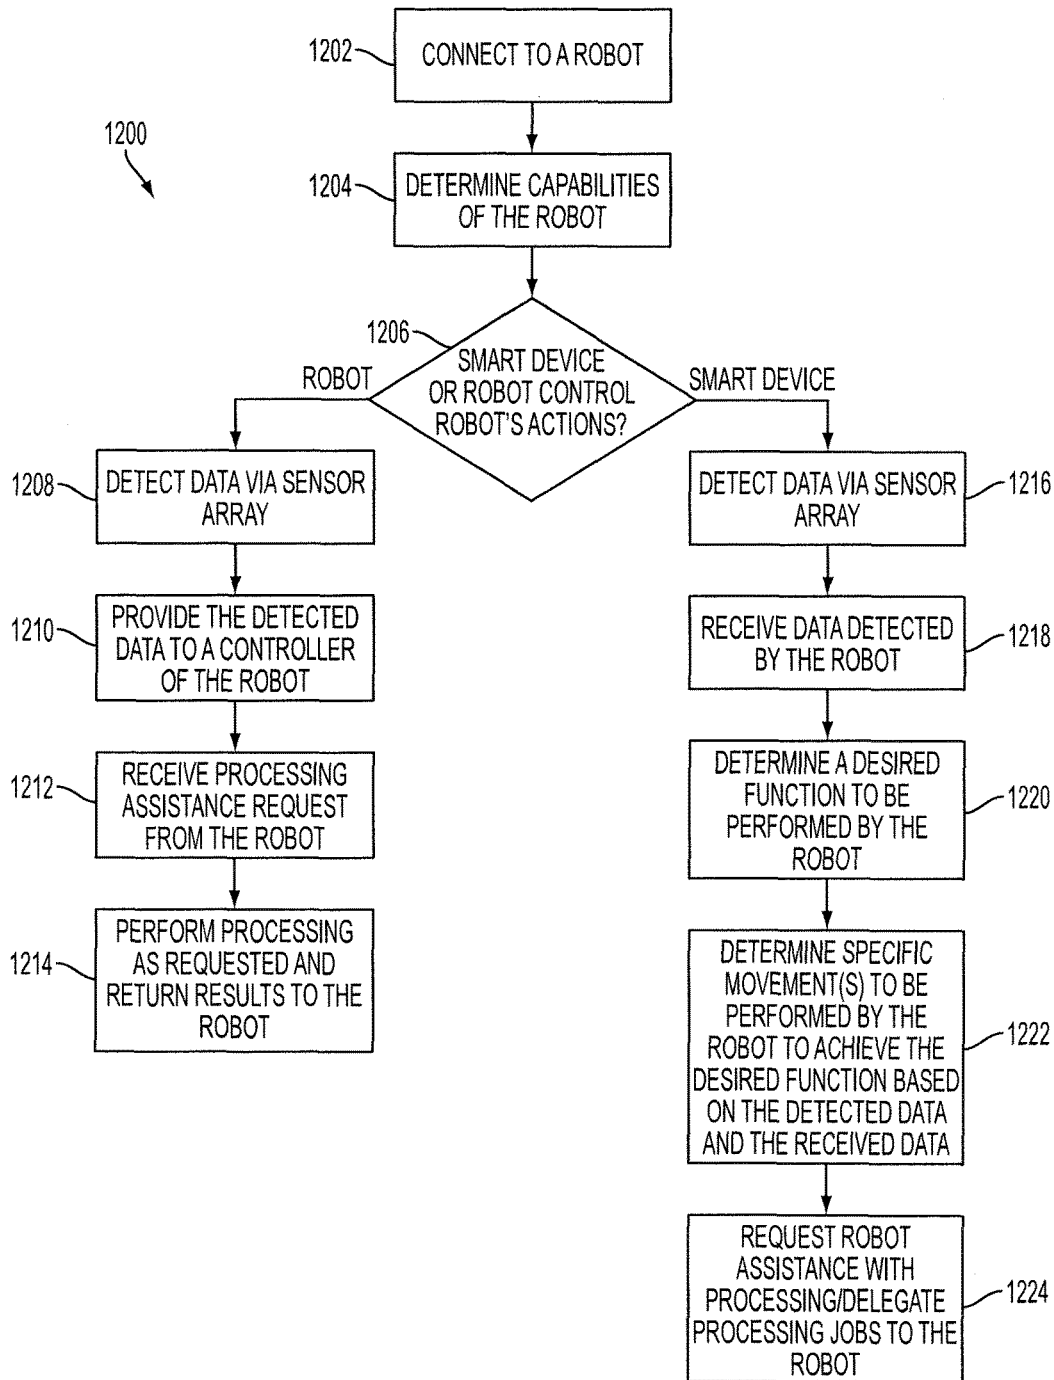 1202
CONNECT TO A ROBOT
1200
1204
DETERMINE CAPABILITIES
OF THE ROBOT
1206
SMART DEVICE
OR ROBOT CONTROL
ROBOT'S ACTIONS?
ROBOT
SMART DEVICE
1208
DETECT DATA VIA SENSOR
ARRAY
1210
PROVIDE THE DETECTED
DATA TO A CONTROLLER
OF THE ROBOT
1212
RECEIVE PROCESSING
ASSISTANCE REQUEST
FROM THE ROBOT
1214
PERFORM PROCESSING
AS REQUESTED AND
RETURN RESULTS TO THE
ROBOT
DETECT DATA VIA SENSOR
ARRAY
1216
RECEIVE DATA DETECTED
BY THE ROBOT
1218
DETERMINE A DESIRED
FUNCTION TO BE
PERFORMED BY THE
ROBOT
1220
DETERMINE SPECIFIC
MOVEMENT(S) TO BE
PERFORMED BY THE
ROBOT TO ACHIEVE THE
DESIRED FUNCTION BASED
ON THE DETECTED DATA
AND THE RECEIVED DATA
1222
REQUEST ROBOT
ASSISTANCE WITH
PROCESSING/DELEGATE
PROCESSING JOBS TO THE
ROBOT
1224